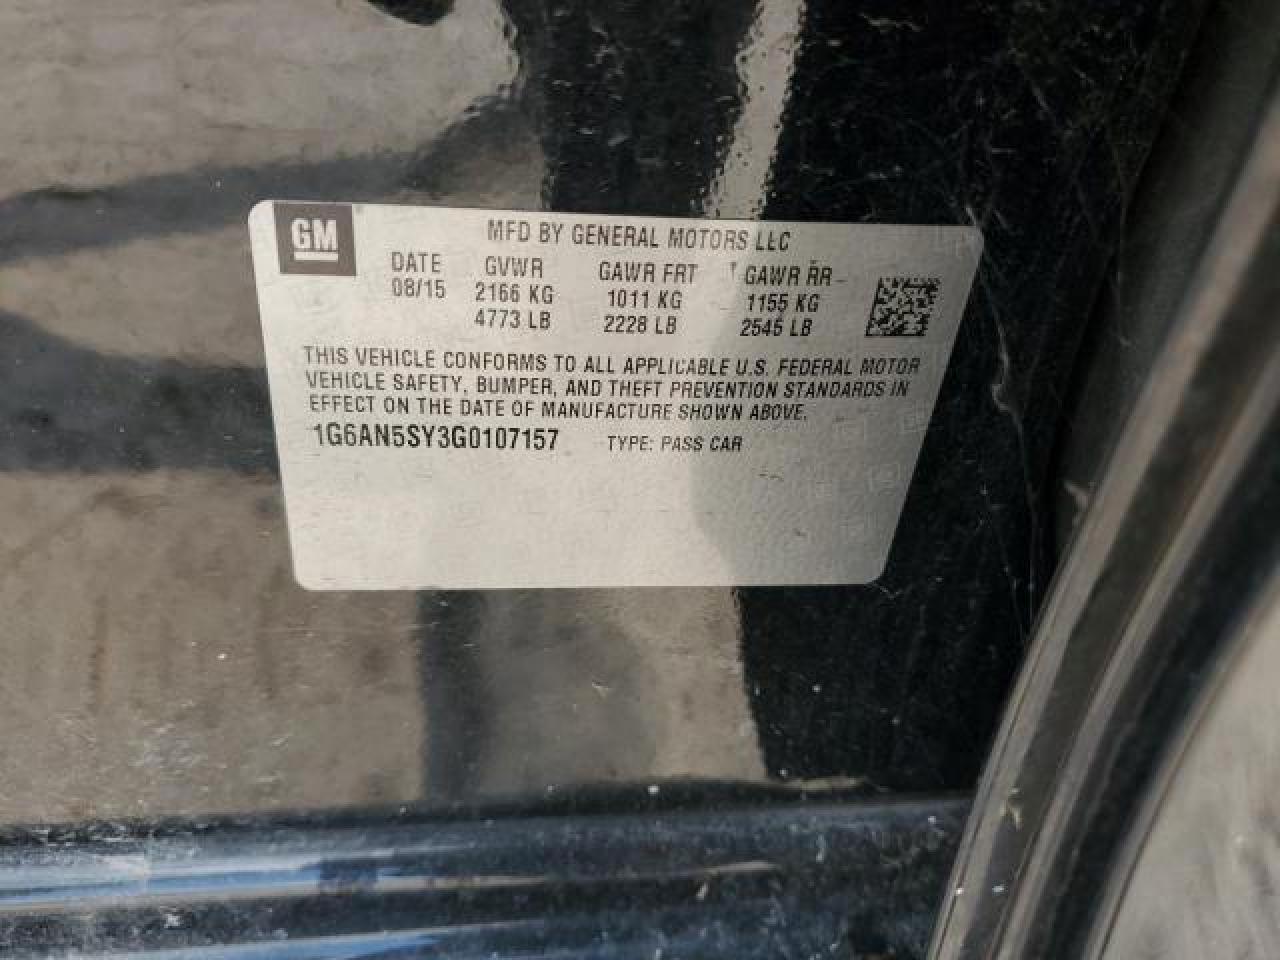 GM
MFD BY GENERAL MOTORS LLC
DATE GVWR GAWR FRT GAWR RR
08/15 2166 KG 1011 KG 1155 KG
4773 LB 2228 LB 2545 LB
THIS VEHICLE CONFORMS TO ALL APPLICABLE U.S. FEDERAL MOTOR
VEHICLE SAFETY, BUMPER, AND THEFT PREVENTION STANDARDS IN
EFFECT ON THE DATE OF MANUFACTURE SHOWN ABOVE.
1G6AN5SY3G0107157 TYPE: PASS CAR